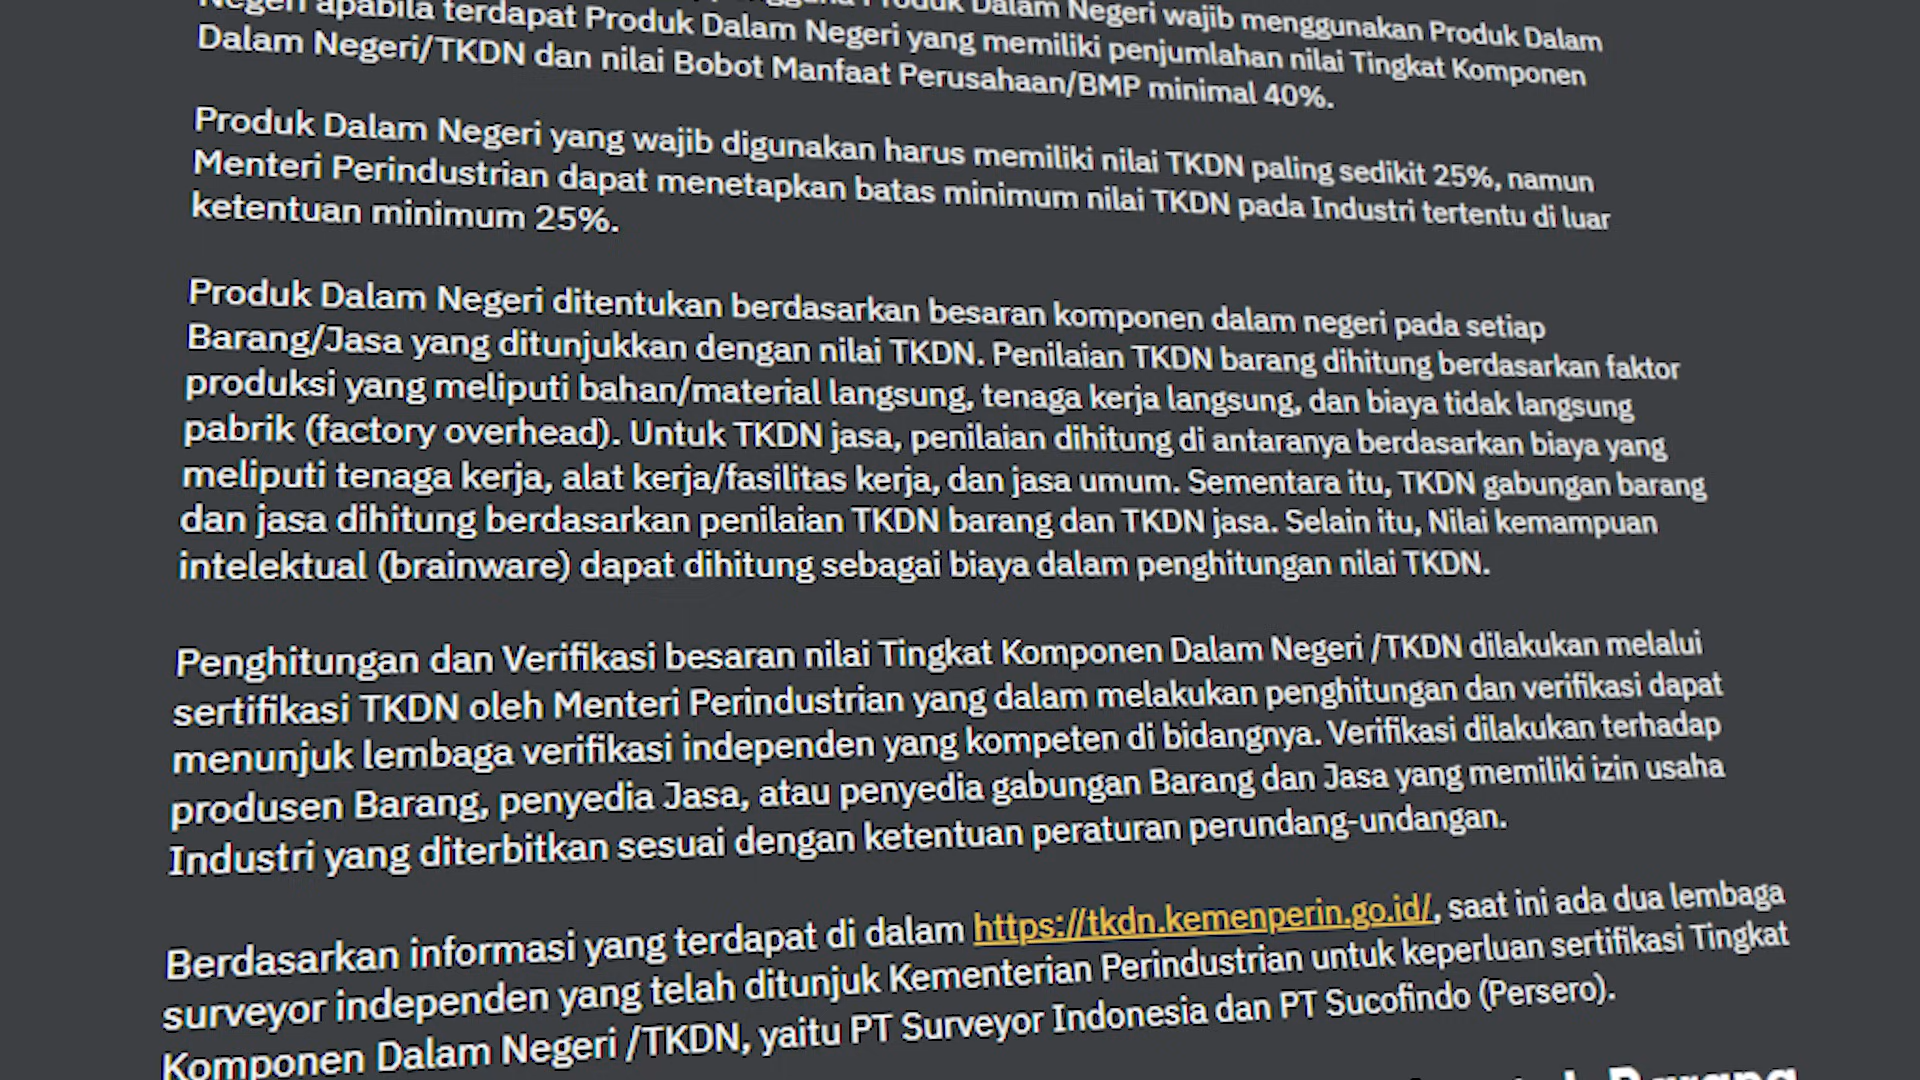 Negeri apabila terdapat Produk Dalam Negeri yang memiliki penjumlahan nilai Tingkat Komponen
Produk Dalam Negeri wajib menggunakan Produk Dalam
Dalam Negeri/TKDN dan nilai Bobot Manfaat Perusahaan/BMP minimal 40%.
Produk Dalam Negeri yang wajib digunakan harus memiliki nilai TKDN paling sedikit 25%, namun
Menteri Perindustrian dapat menetapkan batas minimum nilai TKDN pada Industri tertentu di luar
ketentuan minimum 25%.
Produk Dalam Negeri ditentukan berdasarkan besaran komponen dalam negeri pada setiap
Barang/Jasa yang ditunjukkan dengan nilai TKDN. Penilaian TKDN barang dihitung berdasarkan faktor
produksi yang meliputi bahan/material langsung, tenaga kerja langsung, dan biaya tidak langsung
pabrik (factory overhead). Untuk TKDN jasa, penilaian dihitung di antaranya berdasarkan biaya yang
meliputi tenaga kerja, alat kerja/fasilitas kerja, dan jasa umum. Sementara itu, TKDN gabungan barang
dan jasa dihitung berdasarkan penilaian TKDN barang dan TKDN jasa. Selain itu, Nilai kemampuan
intelektual (brainware) dapat dihitung sebagai biaya dalam penghitungan nilai TKDN.
Penghitungan dan Verifikasi besaran nilai Tingkat Komponen Dalam Negeri /TKDN dilakukan melalui
sertifikasi TKDN oleh Menteri Perindustrian yang dalam melakukan penghitungan dan verifikasi dapat
menunjuk lembaga verifikasi independen yang kompeten di bidangnya. Verifikasi dilakukan terhadap
produsen Barang, penyedia Jasa, atau penyedia gabungan Barang dan Jasa yang memiliki izin usaha
Industri yang diterbitkan sesuai dengan ketentuan peraturan perundang-undangan.
Berdasarkan informasi yang terdapat di dalam https://tkdn.kemenperin.go.id/, saat ini ada dua lembaga
surveyor independen yang telah ditunjuk Kementerian Perindustrian untuk keperluan sertifikasi Tingkat
Komponen Dalam Negeri /TKDN, yaitu PT Surveyor Indonesia dan PT Sucofindo (Persero).
Barang